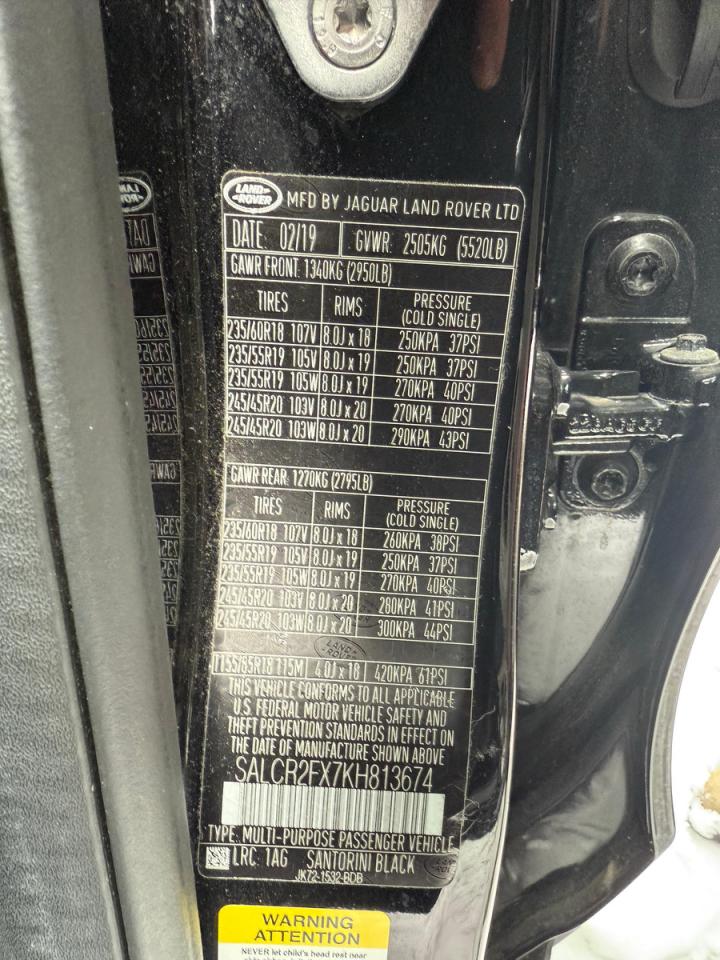 LAND ROVER MFD BY JAGUAR LAND ROVER LTD
DATE: 02/19 GVWR: 2505KG (5520LB)
GAWR FRONT: 1340KG (2950LB)
TIRES RIMS PRESSURE (COLD SINGLE)
235/60R18 107V 8.0J x 18 250KPA 37PSI
235/55R19 105V 8.0J x 19 250KPA 37PSI
235/55R19 105W 8.0J x 19 270KPA 40PSI
245/45R20 103V 8.0J x 20 270KPA 40PSI
245/45R20 103W 8.0J x 20 290KPA 43PSI
GAWR REAR: 1270KG (2795LB)
TIRES RIMS PRESSURE (COLD SINGLE)
235/60R18 107V 8.0J x 18 260KPA 38PSI
235/55R19 105V 8.0J x 19 250KPA 37PSI
235/55R19 105W 8.0J x 19 270KPA 40PSI
245/45R20 103V 8.0J x 20 280KPA 41PSI
245/45R20 103W 8.0J x 20 300KPA 44PSI
LAND ROVER
T155/85R18 115M 4.0J x 18 420KPA 61PSI
THIS VEHICLE CONFORMS TO ALL APPLICABLE
U.S. FEDERAL MOTOR VEHICLE SAFETY AND
THEFT PREVENTION STANDARDS IN EFFECT ON
THE DATE OF MANUFACTURE SHOWN ABOVE
SALCR2FX7KH813674
TYPE: MULTI-PURPOSE PASSENGER VEHICLE
LRC: 1AG SANTORINI BLACK
JK72-1532-BDB
WARNING
ATTENTION
NEVER let child's head rest near